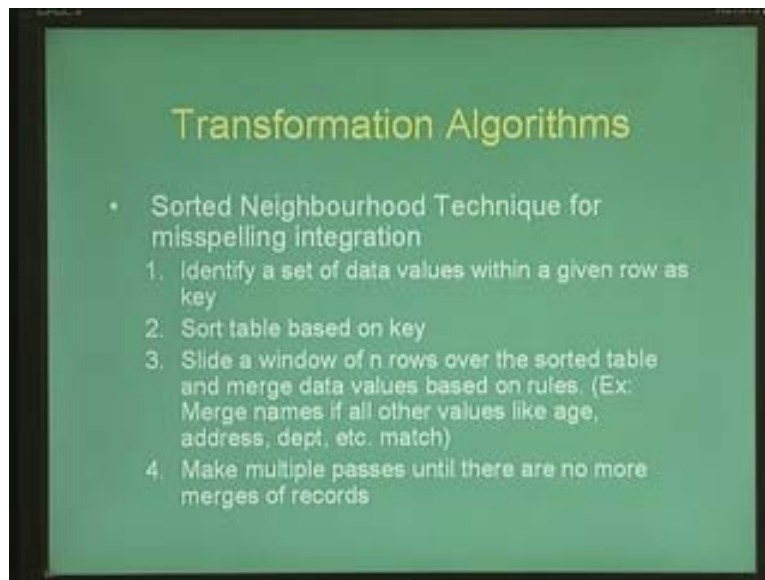 Transformation Algorithms
• Sorted Neighbourhood Technique for
misspelling integration
1. Identify a set of data values within a given row as
key
2. Sort table based on key
3. Slide a window of n rows over the sorted table
and merge data values based on rules. (Ex:
Merge names if all other values like age,
address, dept, etc. match)
4. Make multiple passes until there are no more
merges of records